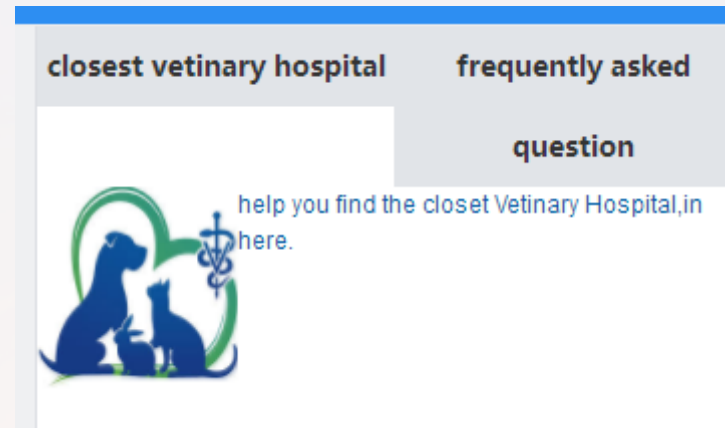 closest vetinary hospital
frequently asked
question
help you find the closet Vetinary Hospital,in
here.